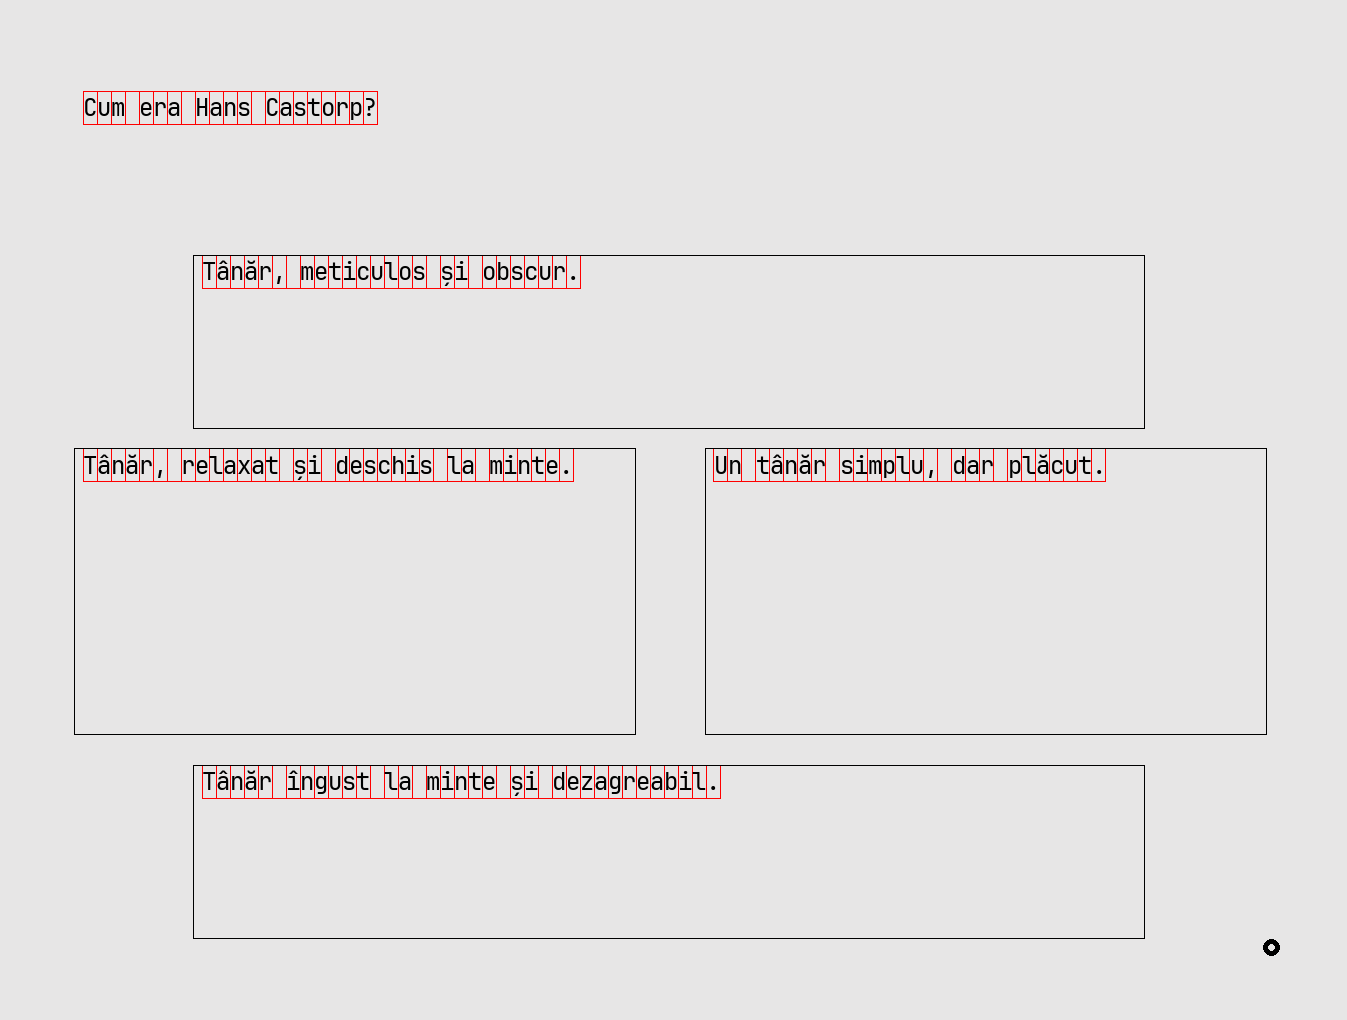 Cum era Hans Castorp?
Tânăr, meticulos și obscur.
Tânăr, relaxat și deschis la minte.
Un tânăr simplu, dar plăcut.
Tânăr îngust la minte și dezagreabil.